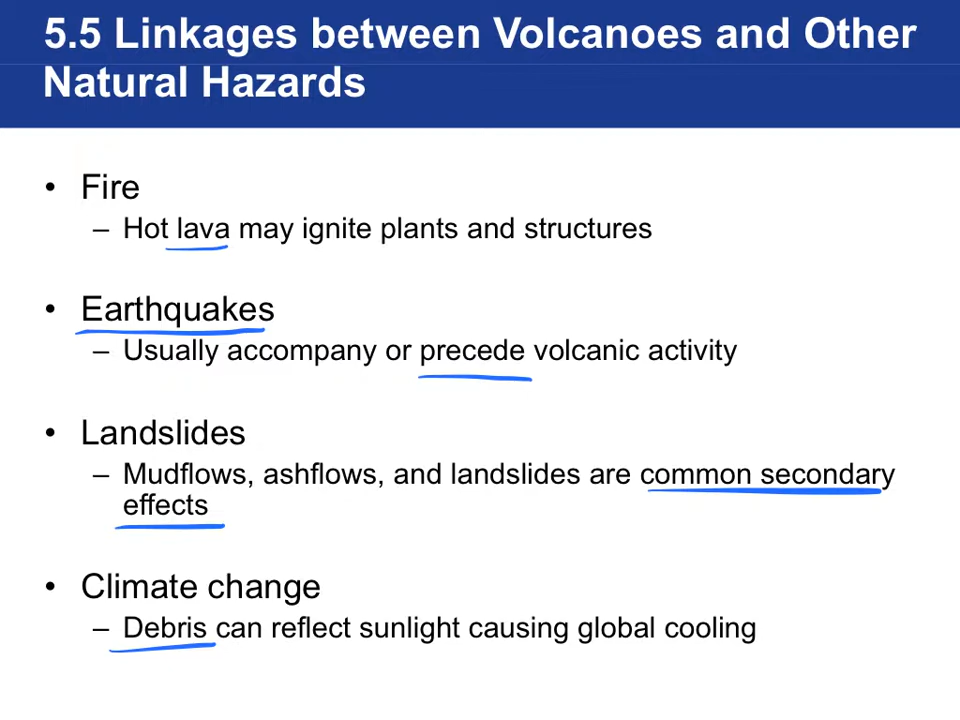 5.5 Linkages between Volcanoes and Other
Natural Hazards
• Fire
– Hot lava may ignite plants and structures
• Earthquakes
– Usually accompany or precede volcanic activity
• Landslides
– Mudflows, ashflows, and landslides are common secondary
effects
• Climate change
– Debris can reflect sunlight causing global cooling